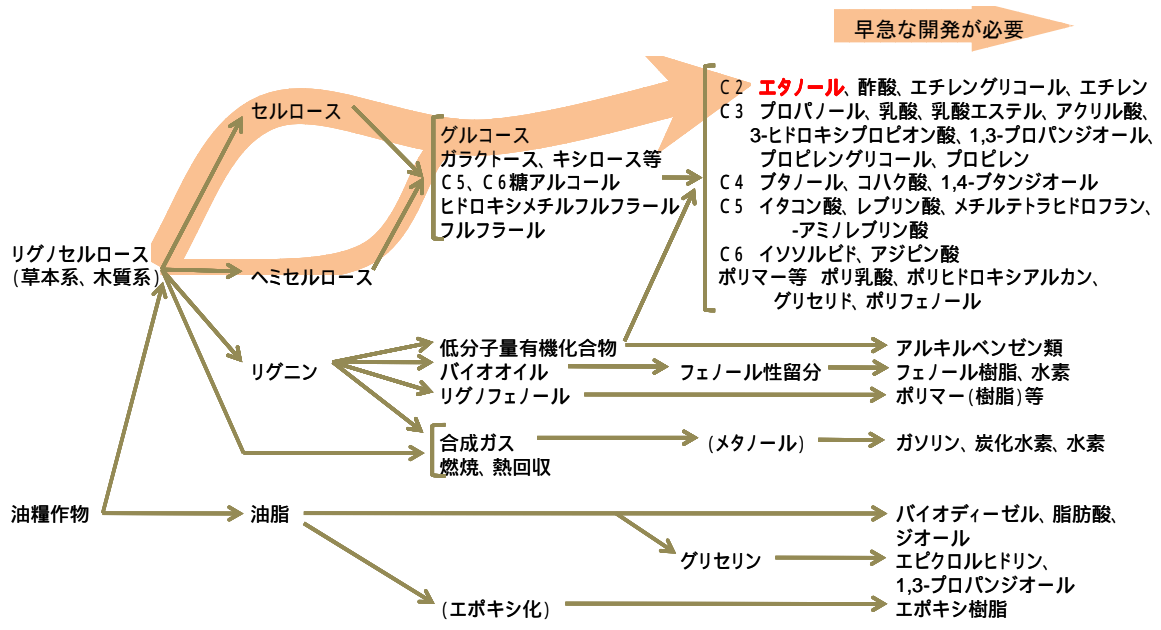 早急な開発が必要
C2 エタノール、酢酸、エチレングリコール、エチレン
C3 プロパノール、乳酸、乳酸エステル、アクリル酸、
3-ヒドロキシプロピオン酸、1,3-プロパンジオール、
プロピレングリコール、プロピレン
C4 ブタノール、コハク酸、1,4-ブタンジオール
C5 イタコン酸、レブリン酸、メチルテトラヒドロフラン、
-アミノレブリン酸
C6 イソソルビド、アジピン酸
ポリマー等 ポリ乳酸、ポリヒドロキシアルカン、
グリセリド、ポリフェノール
セルロース
グルコース
ガラクトース、キシロース等
C5、C6糖アルコール
ヒドロキシメチルフルフラール
フルフラール
リグノセルロース
(草本系、木質系)
ヘミセルロース
リグニン
低分子量有機化合物
アルキルベンゼン類
バイオオイル
フェノール性留分
フェノール樹脂、水素
リグノフェノール
ポリマー(樹脂)等
合成ガス
燃焼、熱回収
(メタノール)
ガソリン、炭化水素、水素
油糧作物
油脂
バイオディーゼル、脂肪酸、
ジオール
グリセリン
エピクロルヒドリン、
1,3-プロパンジオール
(エポキシ化)
エポキシ樹脂